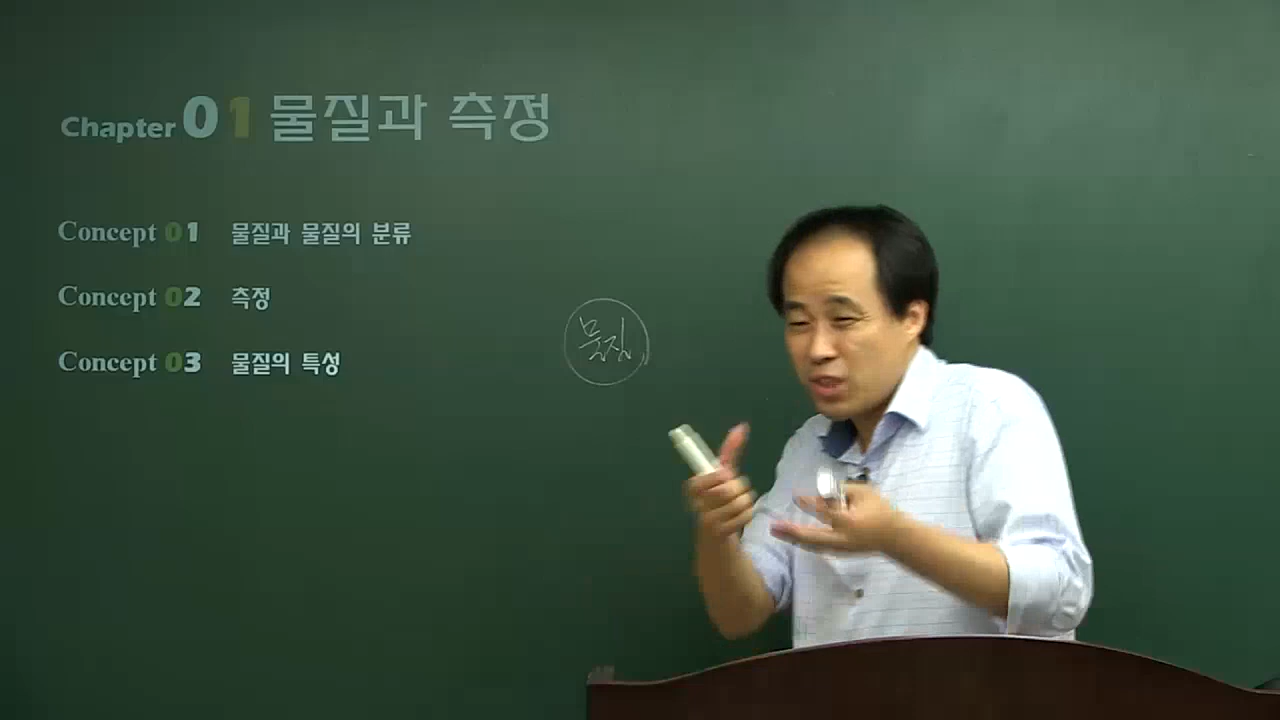 Chapter 01 물질과 측정
Concept 01 물질과 물질의 분류
Concept 02 측정
Concept 03 물질의 특성
물질